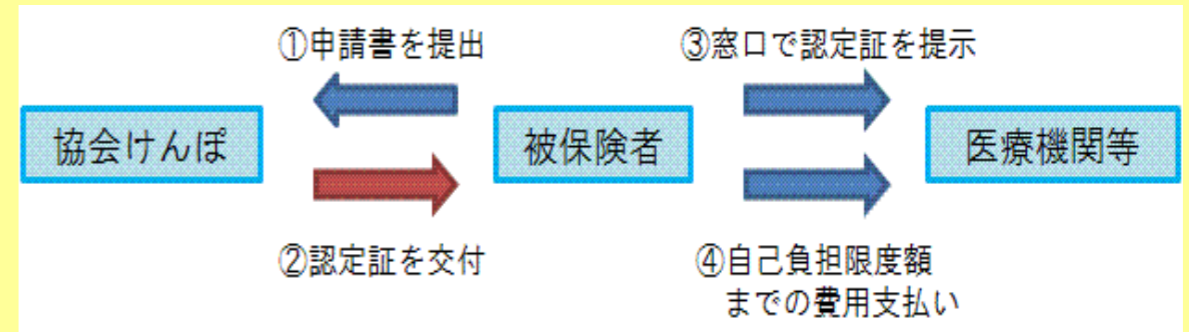 ①申請書を提出
③窓口で認定証を提示
協会けんぽ
被保険者
医療機関等
②認定証を交付
④自己負担限度額
までの費用支払い